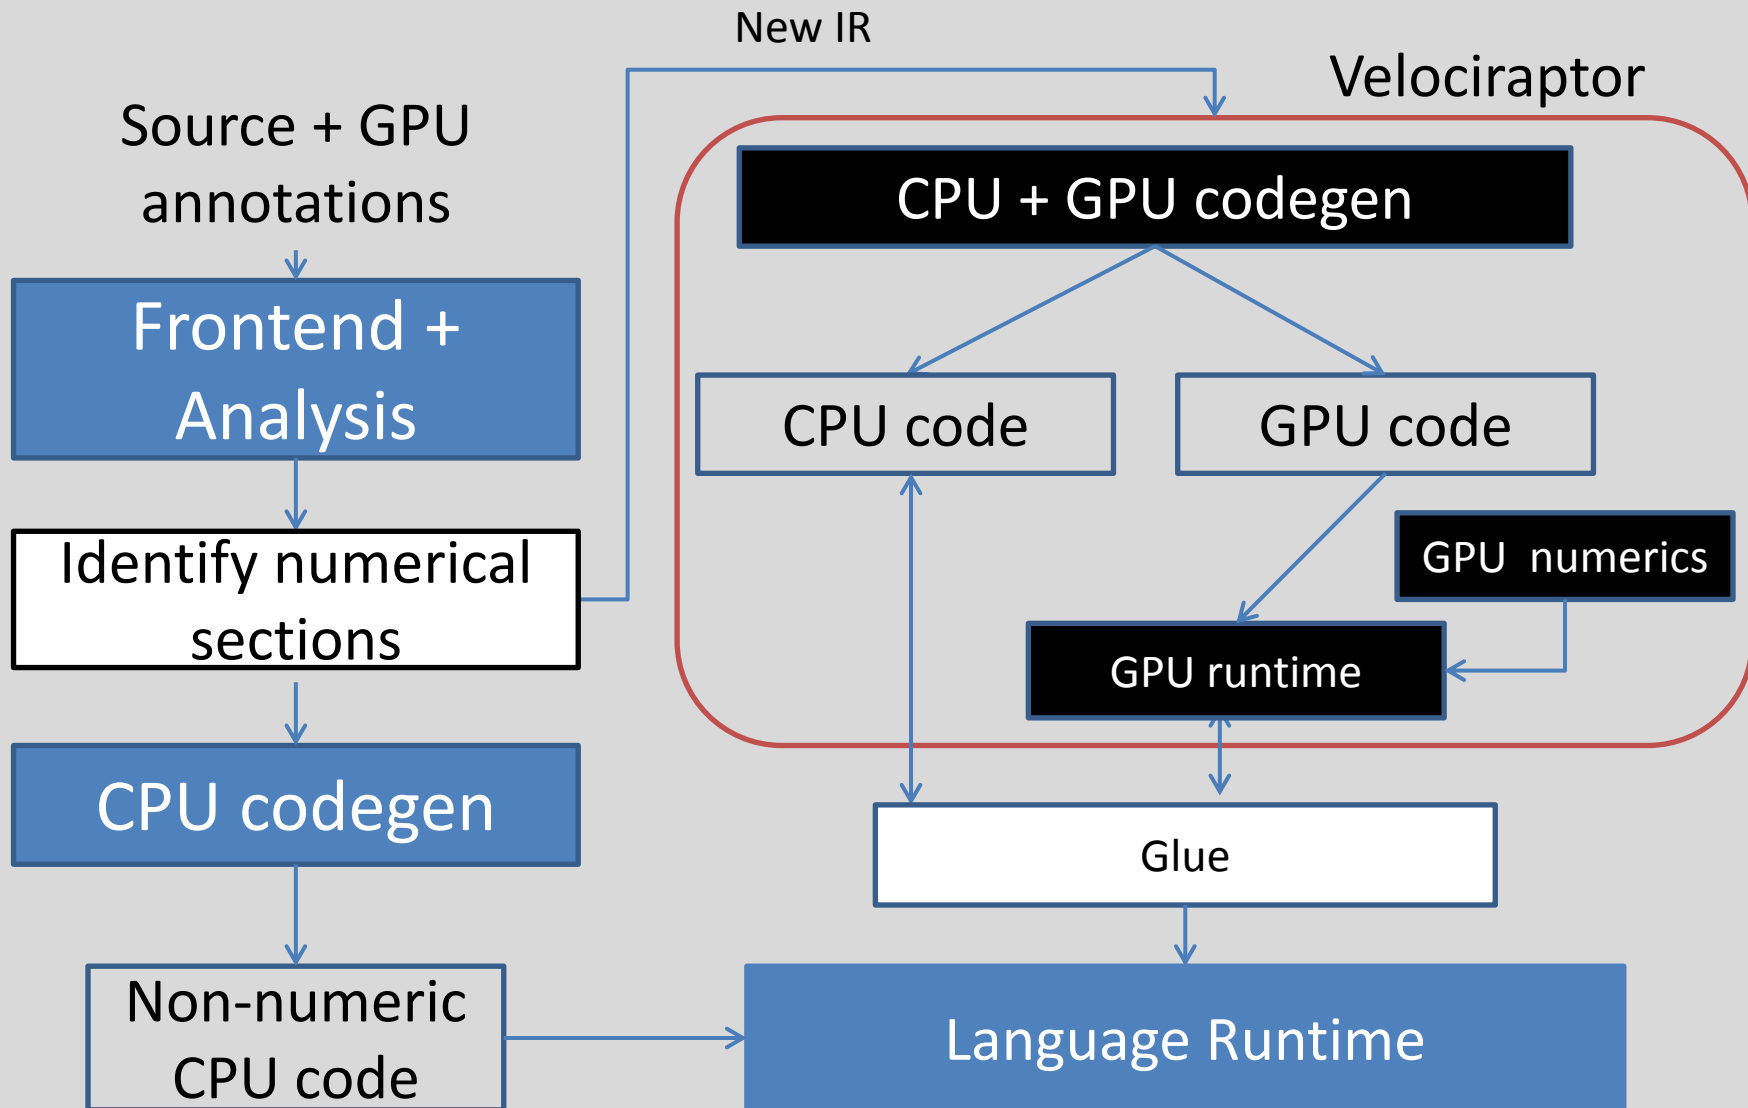 New IR
Velociraptor
Source + GPU
annotations
CPU + GPU codegen
Frontend +
Analysis
CPU code
GPU code
Identify numerical
sections
GPU  numerics
GPU runtime
CPU codegen
Glue
Non-numeric
CPU code
Language Runtime